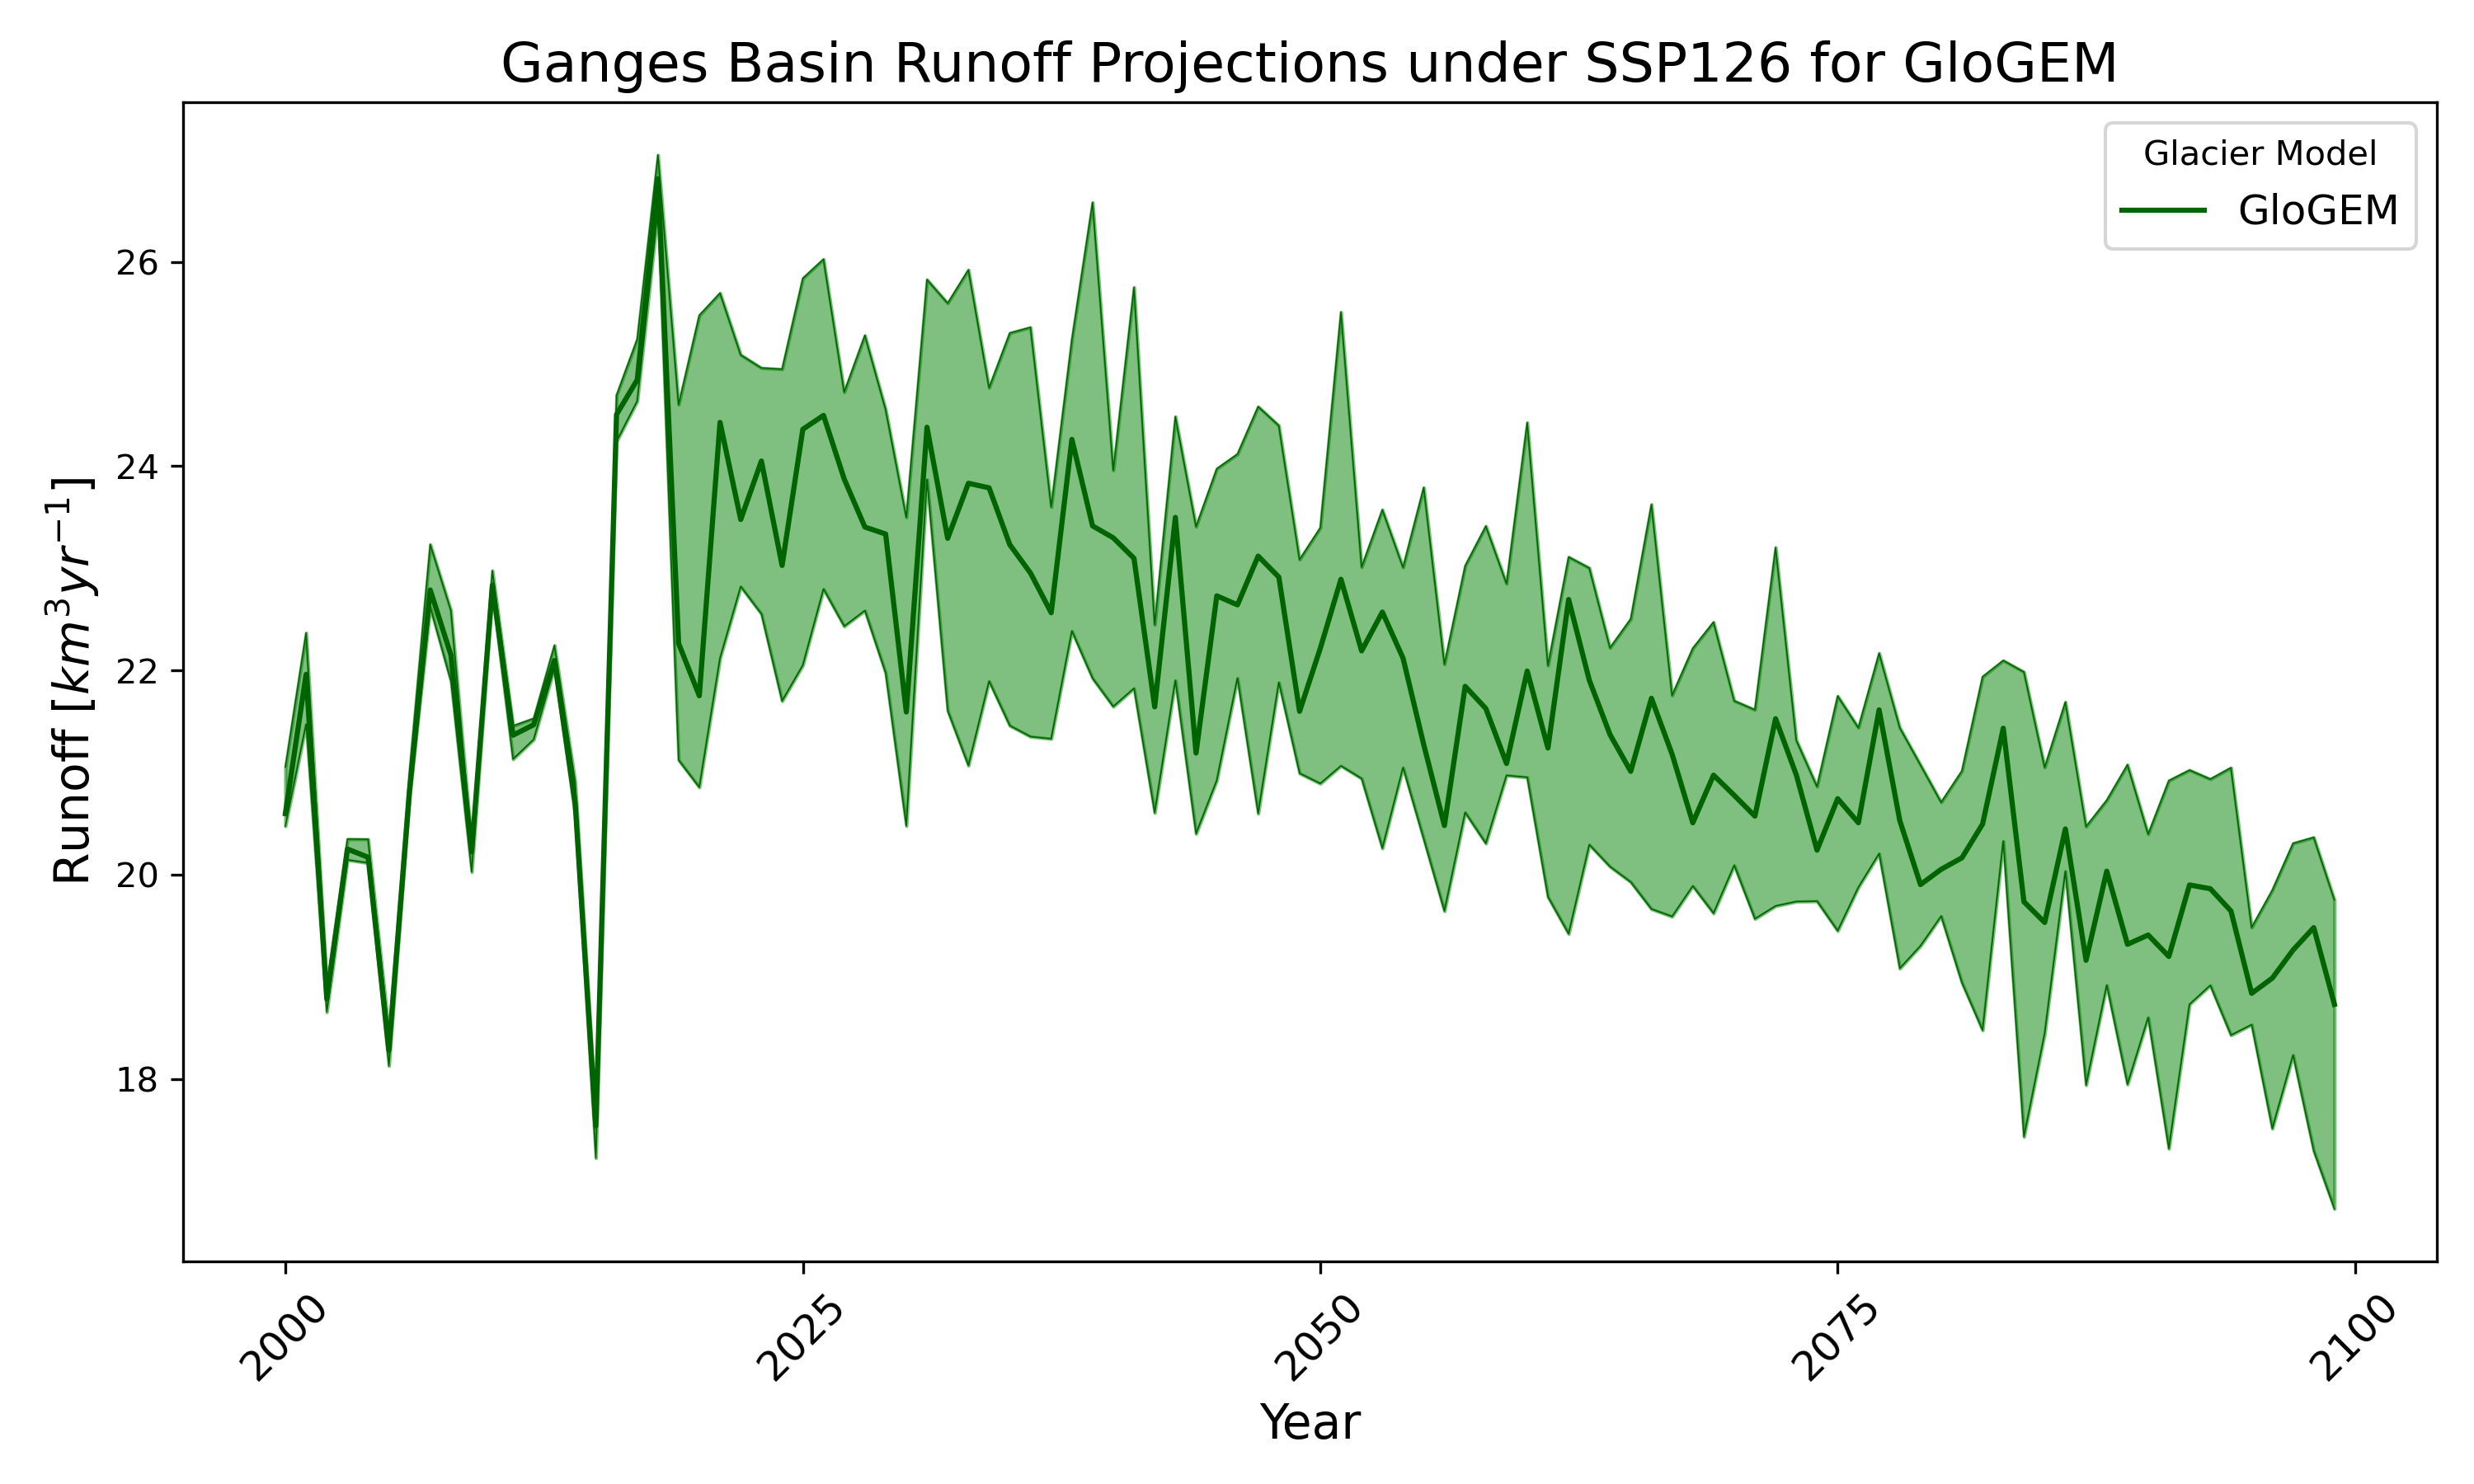 Ganges Basin Runoff Projections under SSP126 for GloGEM
Glacier Model
GloGEM
Runoff [km³yr⁻¹]
26
24
22
20
18
2000
2025
2050
2075
2100
Year